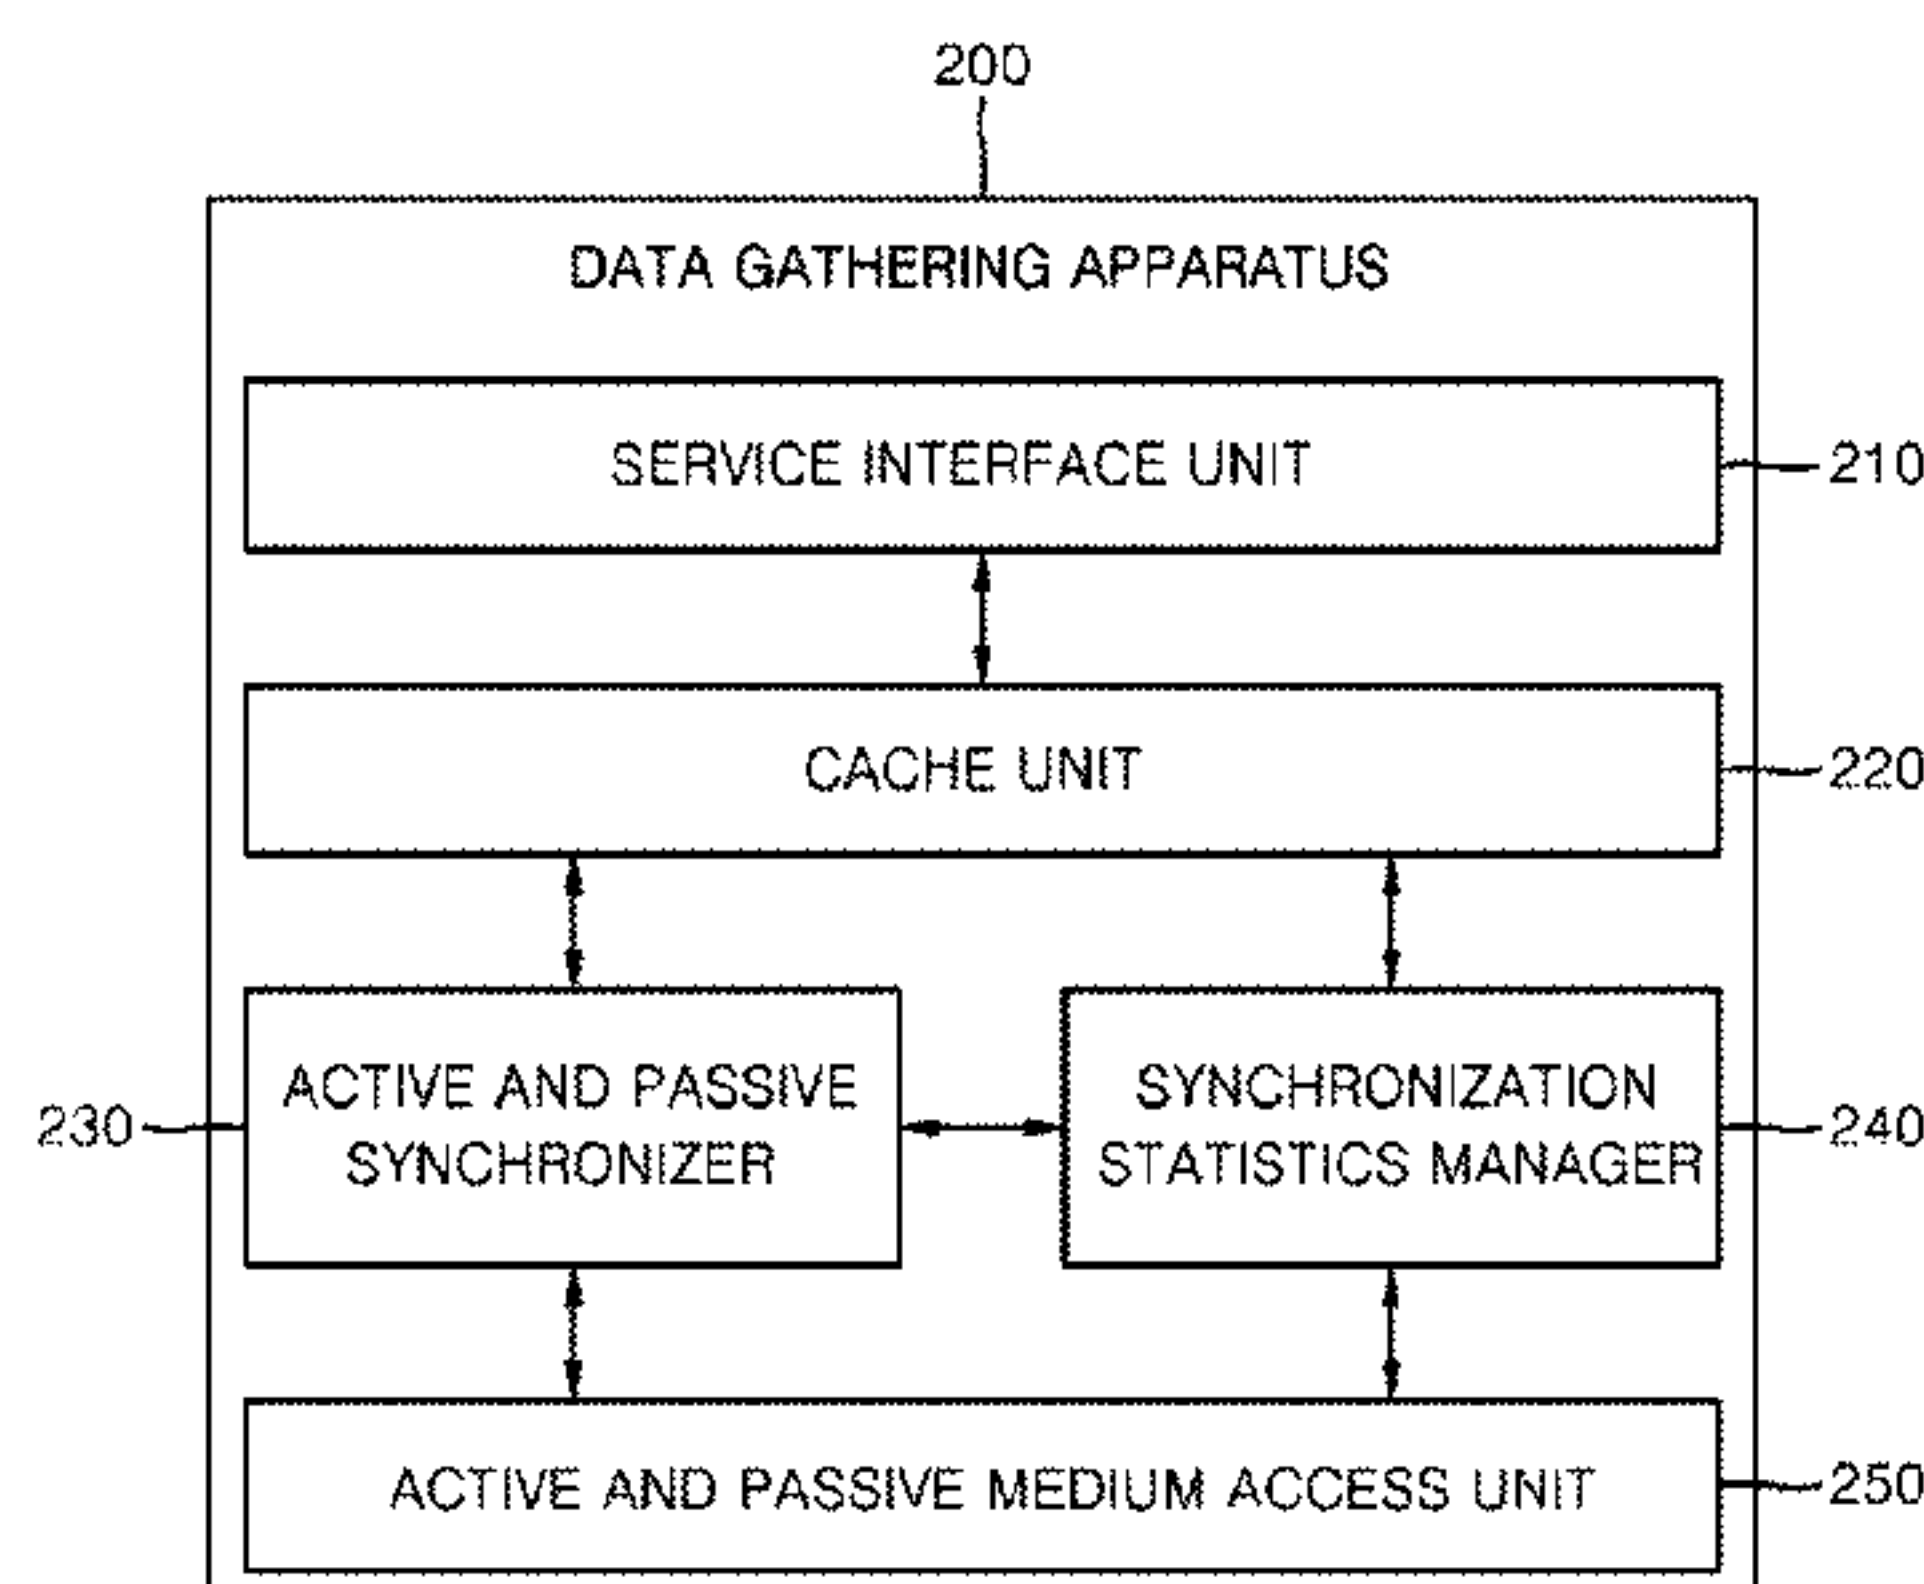 200
DATA GATHERING APPARATUS
SERVICE INTERFACE UNIT
210
CACHE UNIT
220
230
ACTIVE AND PASSIVE
SYNCHRONIZER
SYNCHRONIZATION
STATISTICS MANAGER
240
ACTIVE AND PASSIVE MEDIUM ACCESS UNIT
250